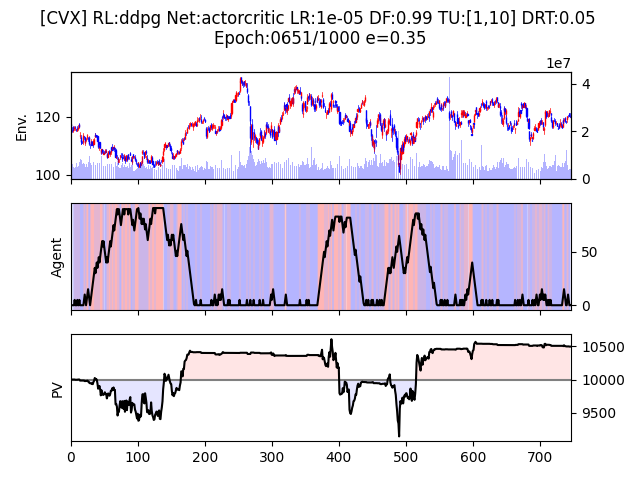 [CVX] RL:ddpg Net:actorcritic LR:1e-05 DF:0.99 TU:[1,10] DRT:0.05
Epoch:0651/1000 e=0.35
1e7
Env.
120
100
4
2
0
Agent
50
0
PV
10500
10000
9500
0 100 200 300 400 500 600 700